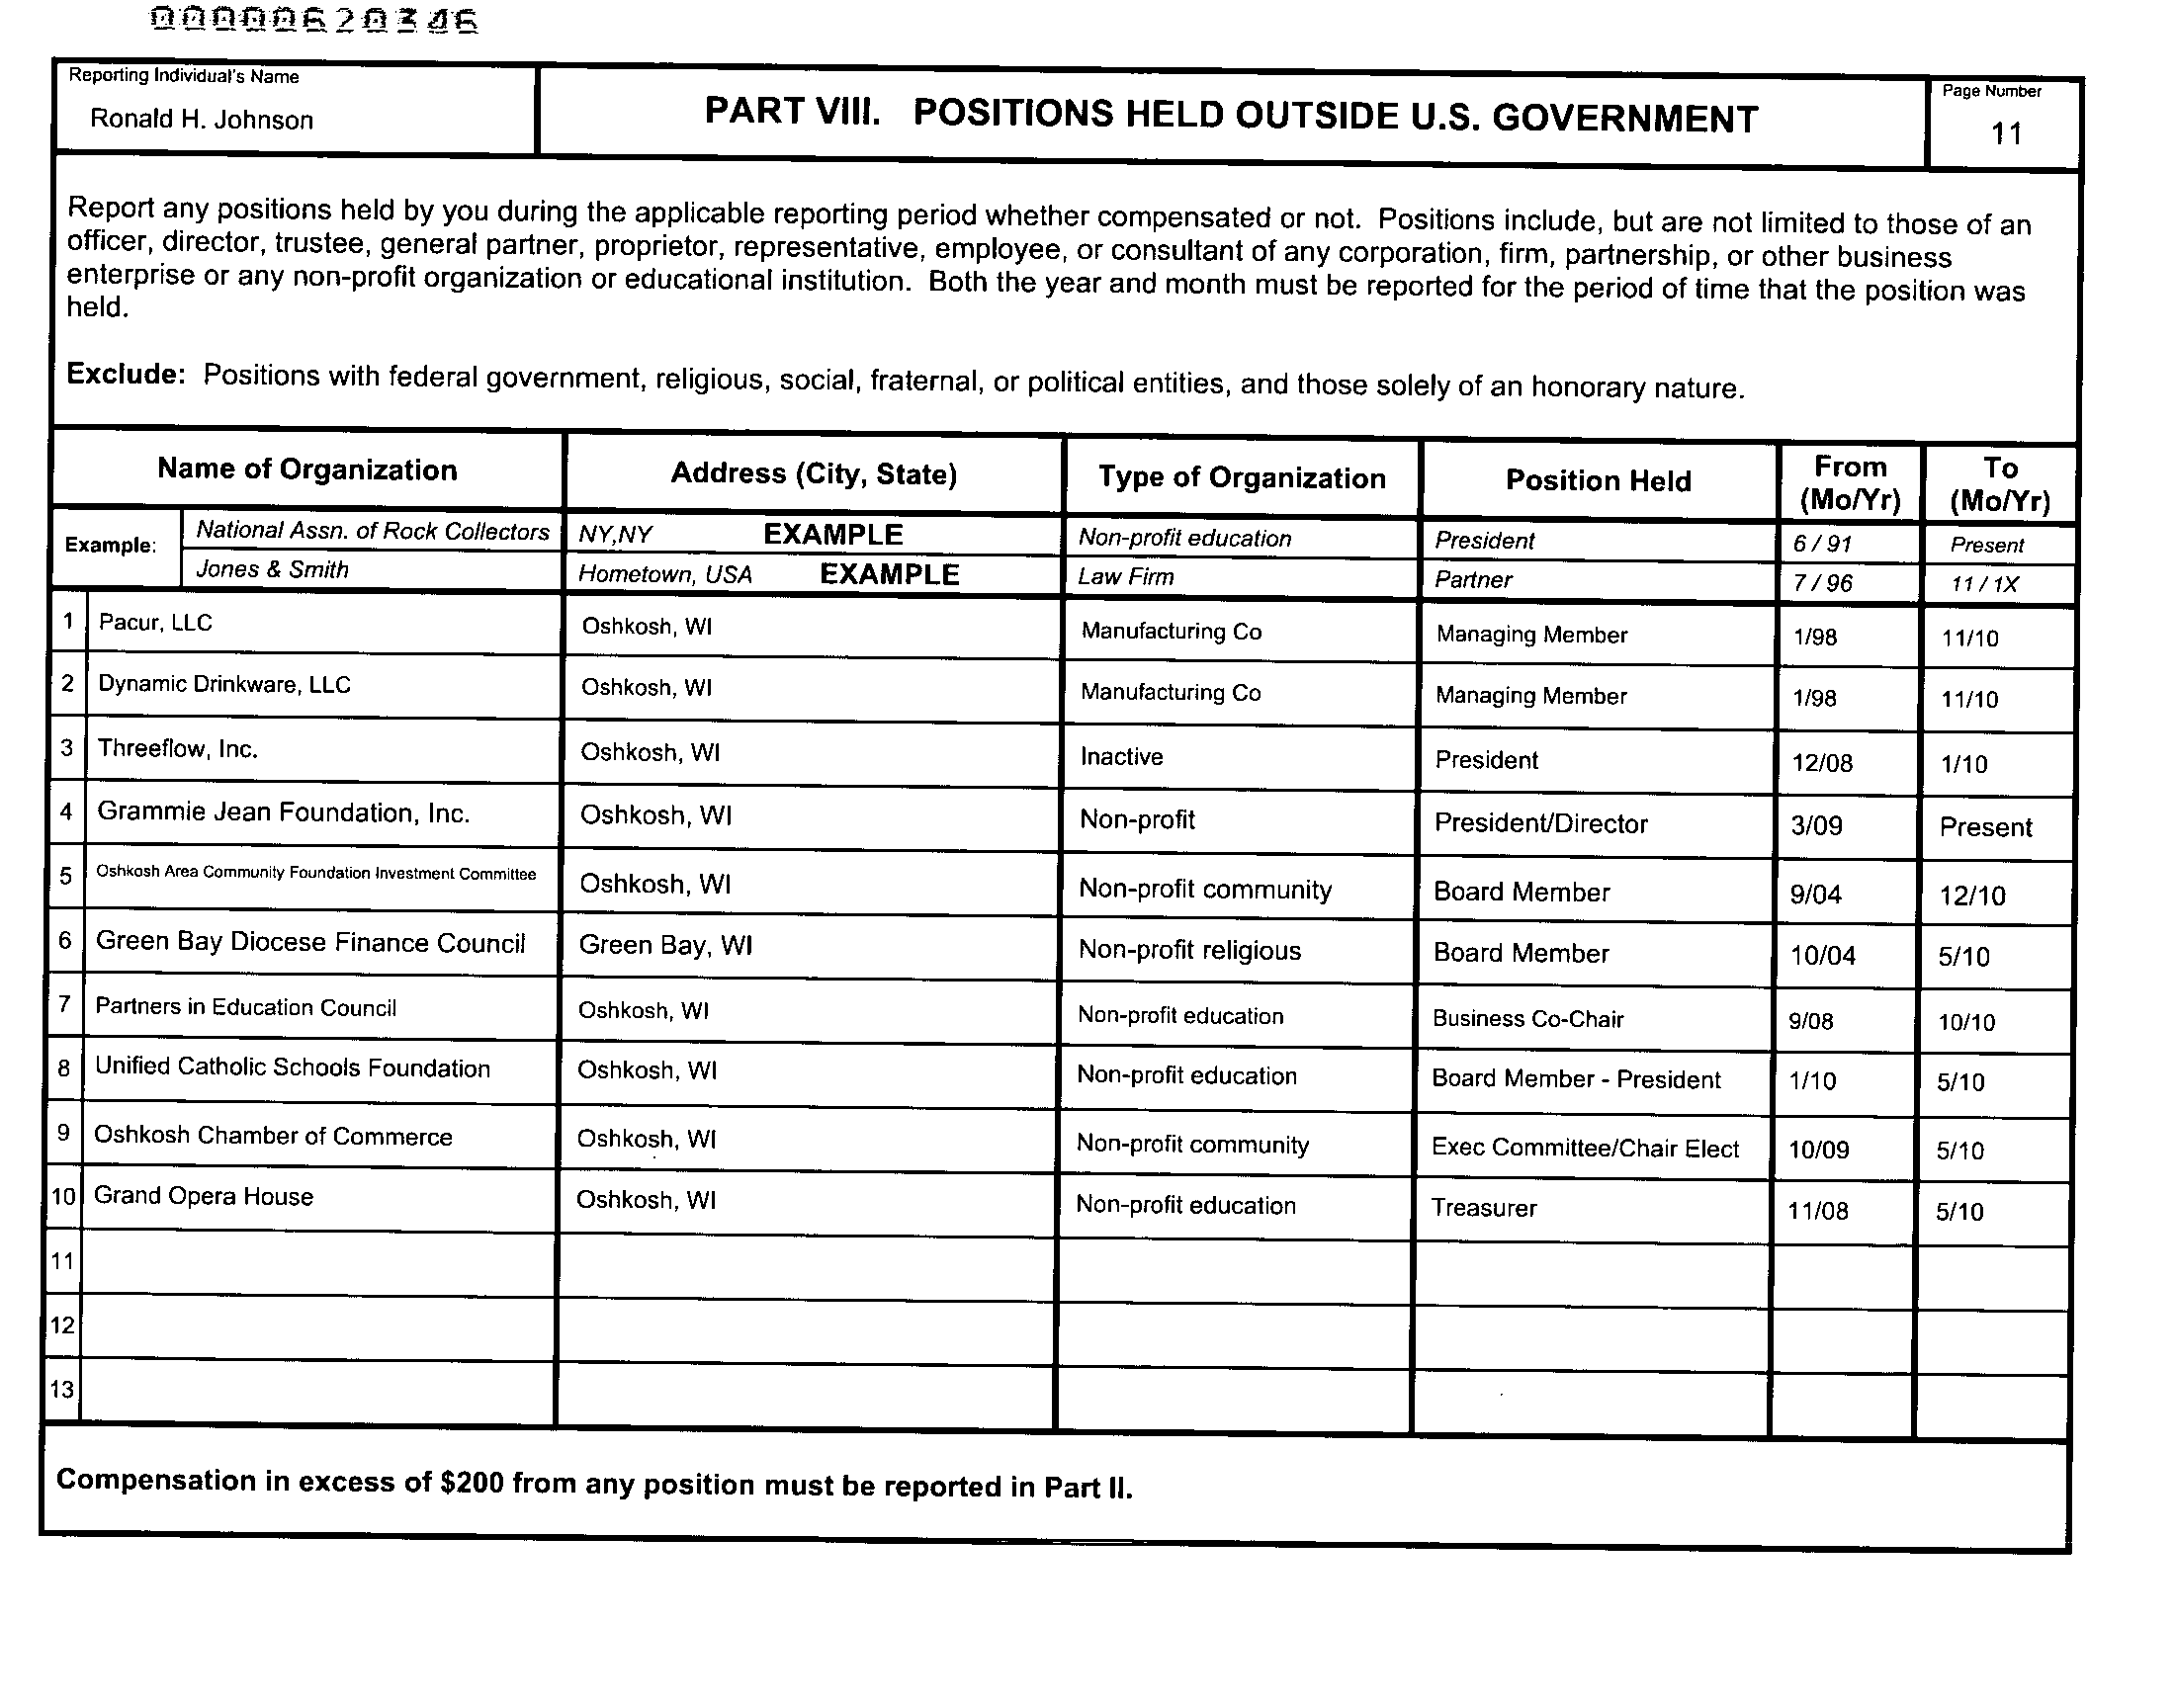 00000620346
Reporting Individual's Name
Ronald H. Johnson
PART VIII. POSITIONS HELD OUTSIDE U.S. GOVERNMENT
Page Number
11
Report any positions held by you during the applicable reporting period whether compensated or not. Positions include, but are not limited to those of an
officer, director, trustee, general partner, proprietor, representative, employee, or consultant of any corporation, firm, partnership, or other business
enterprise or any non-profit organization or educational institution. Both the year and month must be reported for the period of time that the position was
held.
Exclude: Positions with federal government, religious, social, fraternal, or political entities, and those solely of an honorary nature.
Name of Organization Address (City, State) Type of Organization Position Held From (Mo/Yr) To (Mo/Yr)
Example: National Assn. of Rock Collectors NY,NY EXAMPLE Non-profit education President 6 / 91 Present
Jones & Smith Hometown, USA EXAMPLE Law Firm Partner 7 / 96 11 / 1X
1 Pacur, LLC Oshkosh, WI Manufacturing Co Managing Member 1/98 11/10
2 Dynamic Drinkware, LLC Oshkosh, WI Manufacturing Co Managing Member 1/98 11/10
3 Threeflow, Inc. Oshkosh, WI Inactive President 12/08 1/10
4 Grammie Jean Foundation, Inc. Oshkosh, WI Non-profit President/Director 3/09 Present
5 Oshkosh Area Community Foundation Investment Committee Oshkosh, WI Non-profit community Board Member 9/04 12/10
6 Green Bay Diocese Finance Council Green Bay, WI Non-profit religious Board Member 10/04 5/10
7 Partners in Education Council Oshkosh, WI Non-profit education Business Co-Chair 9/08 10/10
8 Unified Catholic Schools Foundation Oshkosh, WI Non-profit education Board Member - President 1/10 5/10
9 Oshkosh Chamber of Commerce Oshkosh, WI Non-profit community Exec Committee/Chair Elect 10/09 5/10
10 Grand Opera House Oshkosh, WI Non-profit education Treasurer 11/08 5/10
11
12
13
Compensation in excess of $200 from any position must be reported in Part II.